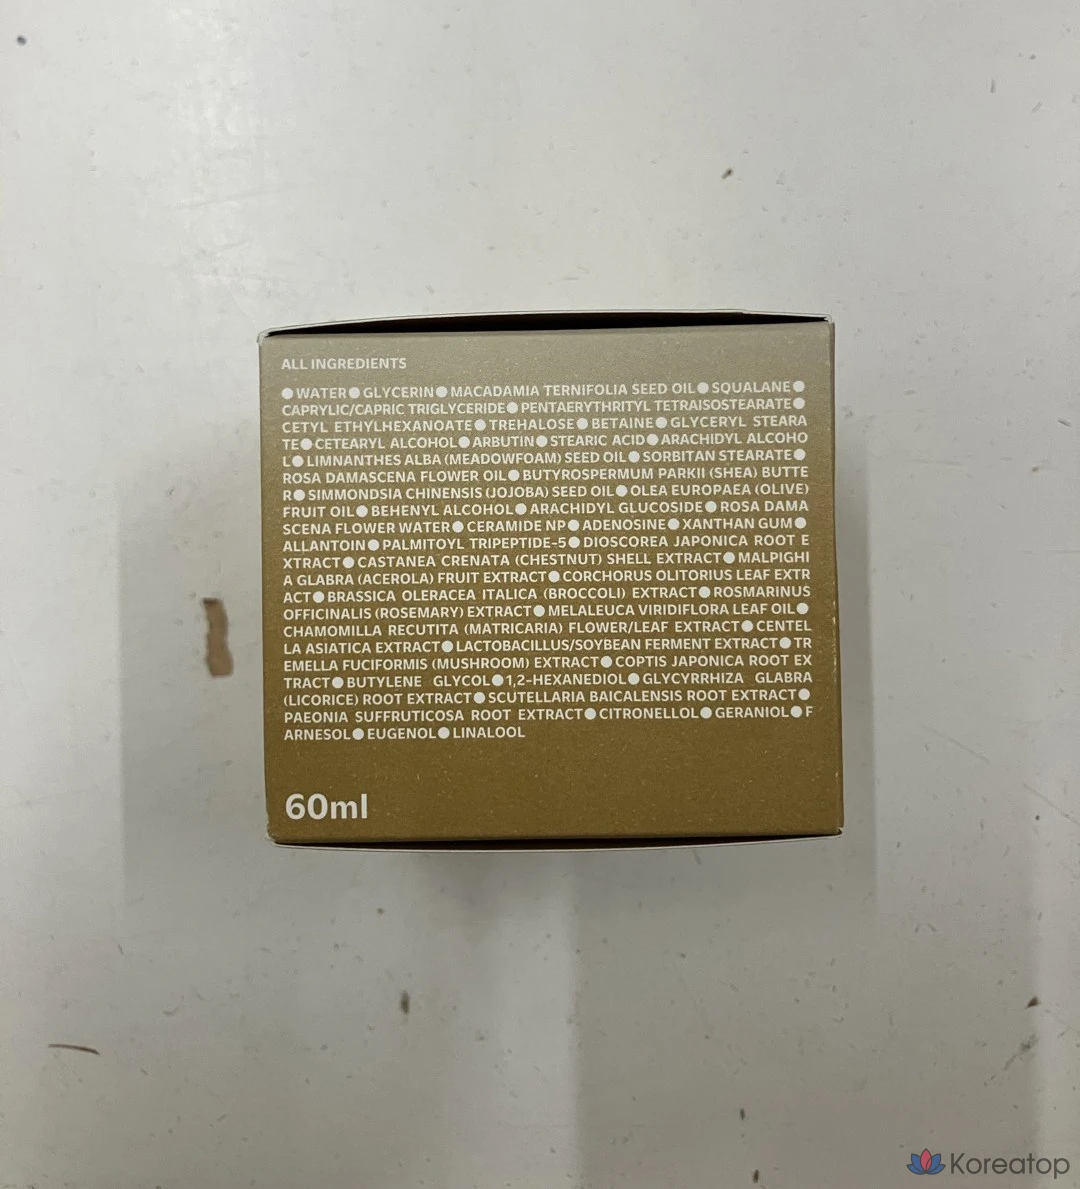 ALL INGREDIENTS
●WATER●GLYCERIN●MACADAMIA TERNIFOLIA SEED OIL●SQUALANE●
CAPRYLIC/CAPRIC TRIGLYCERIDE●PENTAERYTHRITYL TETRAISOSTEARATE●
CETYL ETHYLHEXANOATE●TREHALOSE●BETAINE●GLYCERYL STEARA
TE●CETEARYL ALCOHOL●ARBUTIN●STEARIC ACID●ARACHIDYL ALCOHO
L●LIMNANTHES ALBA (MEADOWFOAM) SEED OIL●SORBITAN STEARATE●
ROSA DAMASCENA FLOWER OIL●BUTYROSPERMUM PARKII (SHEA) BUTTE
R●SIMMONDSIA CHINENSIS (JOJOBA) SEED OIL●OLEA EUROPAEA (OLIVE)
FRUIT OIL●BEHENYL ALCOHOL●ARACHIDYL GLUCOSIDE●ROSA DAMA
SCENA FLOWER WATER●CERAMIDE NP●ADENOSINE●XANTHAN GUM●
ALLANTOIN●PALMITOYL TRIPEPTIDE-5●DIOSCOREA JAPONICA ROOT E
XTRACT●CASTANEA CRENATA (CHESTNUT) SHELL EXTRACT●MALPIGHI
A GLABRA (ACEROLA) FRUIT EXTRACT●CORCHORUS OLITORIUS LEAF EXTR
ACT●BRASSICA OLERACEA ITALICA (BROCCOLI) EXTRACT●ROSMARINUS
OFFICINALIS (ROSEMARY) EXTRACT●MELALEUCA VIRIDIFLORA LEAF OIL●
CHAMOMILLA RECUTITA (MATRICARIA) FLOWER/LEAF EXTRACT●CENTEL
LA ASIATICA EXTRACT●LACTOBACILLUS/SOYBEAN FERMENT EXTRACT●TR
EMELLA FUCIFORMIS (MUSHROOM) EXTRACT●COPTIS JAPONICA ROOT EX
TRACT●BUTYLENE GLYCOL●1,2-HEXANEDIOL●GLYCYRRHIZA GLABRA
(LICORICE) ROOT EXTRACT●SCUTELLARIA BAICALENSIS ROOT EXTRACT●
PAEONIA SUFFRUTICOSA ROOT EXTRACT●CITRONELLOL●GERANIOL●F
ARNESOL●EUGENOL●LINALOOL
60ml
Koreatop